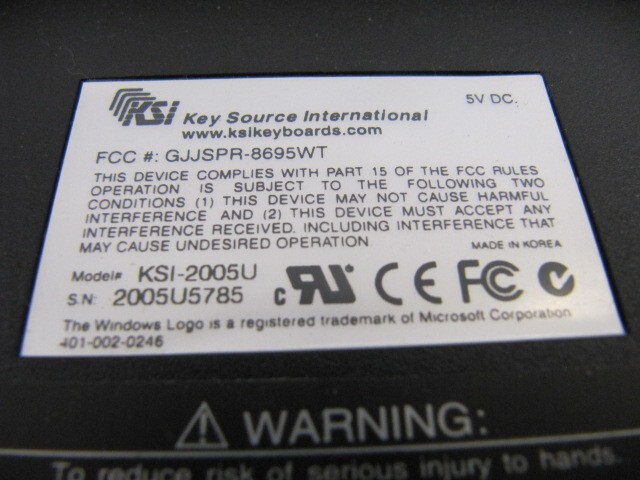 KSI Key Source International
5V DC.
www.ksikeyboards.com
FCC #: GJJSPR-8695WT
THIS DEVICE COMPLIES WITH PART 15 OF THE FCC RULES
OPERATION IS SUBJECT TO THE FOLLOWING TWO
CONDITIONS (1) THIS DEVICE MAY NOT CAUSE HARMFUL
INTERFERENCE AND (2) THIS DEVICE MUST ACCEPT ANY
INTERFERENCE RECEIVED. INCLUDING INTERFERENCE THAT
MAY CAUSE UNDESIRED OPERATION
MADE IN KOREA
Model# KSI-2005U
S.N: 2005U5785
c RU CE FC N
The Windows Logo is a registered trademark of Microsoft Corporation
401-002-0246
WARNING:
To reduce risk of serious injury to hands.